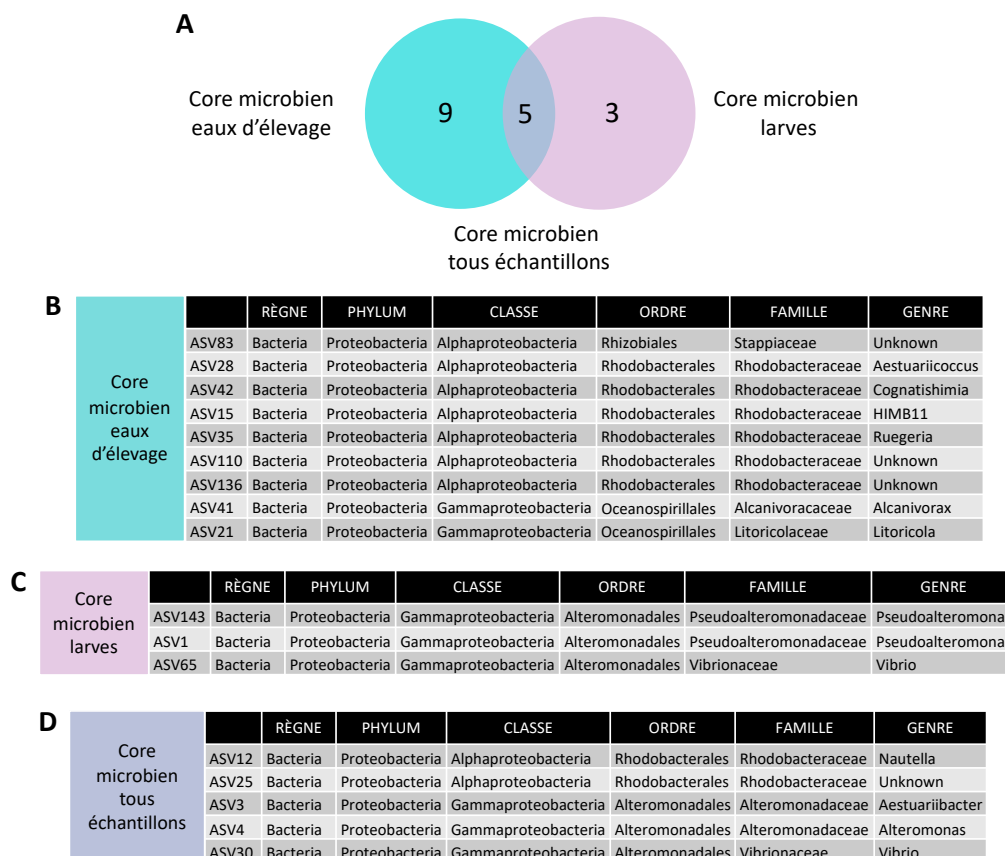 A
Core microbien
eaux d'élevage
9
5
3
Core microbien
larves
Core microbien
tous échantillons
B
Core
microbien
eaux
d'élevage
RÈGNE PHYLUM CLASSE ORDRE FAMILLE GENRE
ASV83 Bacteria Proteobacteria Alphaproteobacteria Rhizobiales Stappiaceae Unknown
ASV28 Bacteria Proteobacteria Alphaproteobacteria Rhodobacterales Rhodobacteraceae Aestuariicoccus
ASV42 Bacteria Proteobacteria Alphaproteobacteria Rhodobacterales Rhodobacteraceae Cognatishimia
ASV15 Bacteria Proteobacteria Alphaproteobacteria Rhodobacterales Rhodobacteraceae HIMB11
ASV35 Bacteria Proteobacteria Alphaproteobacteria Rhodobacterales Rhodobacteraceae Ruegeria
ASV110 Bacteria Proteobacteria Alphaproteobacteria Rhodobacterales Rhodobacteraceae Unknown
ASV136 Bacteria Proteobacteria Alphaproteobacteria Rhodobacterales Rhodobacteraceae Unknown
ASV41 Bacteria Proteobacteria Gammaproteobacteria Oceanospirillales Alcanivoracaceae Alcanivorax
ASV21 Bacteria Proteobacteria Gammaproteobacteria Oceanospirillales Litoricolaceae Litoricola
C
Core
microbien
larves
RÈGNE PHYLUM CLASSE ORDRE FAMILLE GENRE
ASV143 Bacteria Proteobacteria Gammaproteobacteria Alteromonadales Pseudoalteromonadaceae Pseudoalteromona
ASV1 Bacteria Proteobacteria Gammaproteobacteria Alteromonadales Pseudoalteromonadaceae Pseudoalteromona
ASV65 Bacteria Proteobacteria Gammaproteobacteria Alteromonadales Vibrionaceae Vibrio
D
Core
microbien
tous
échantillons
RÈGNE PHYLUM CLASSE ORDRE FAMILLE GENRE
ASV12 Bacteria Proteobacteria Alphaproteobacteria Rhodobacterales Rhodobacteraceae Nautella
ASV25 Bacteria Proteobacteria Alphaproteobacteria Rhodobacterales Rhodobacteraceae Unknown
ASV3 Bacteria Proteobacteria Gammaproteobacteria Alteromonadales Alteromonadaceae Aestuariibacter
ASV4 Bacteria Proteobacteria Gammaproteobacteria Alteromonadales Alteromonadaceae Alteromonas
ASV30 Bacteria Proteobacteria Gammaproteobacteria Alteromonadales Vibrionaceae Vibrio